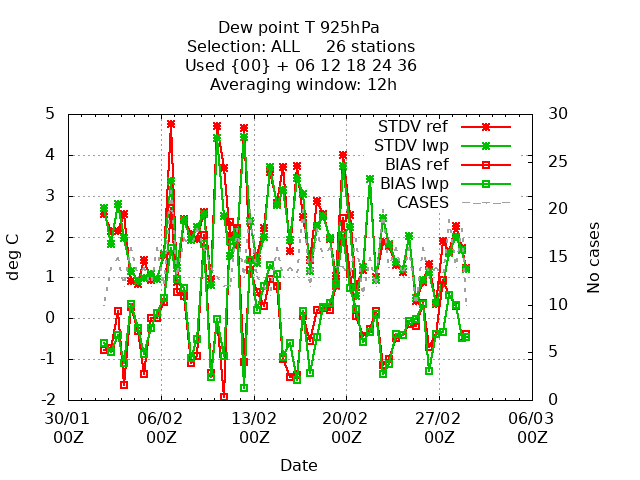 Dew point T 925hPa
Selection: ALL     26 stations
Used {00} + 06 12 18 24 36
Averaging window: 12h
STDV ref
STDV lwp
BIAS ref
BIAS lwp
CASES
5
4
3
2
1
0
-1
-2
30
25
20
15
10
5
0
deg C
No cases
30/01 06/02 13/02 20/02 27/02 06/03
00Z 00Z 00Z 00Z 00Z 00Z
Date